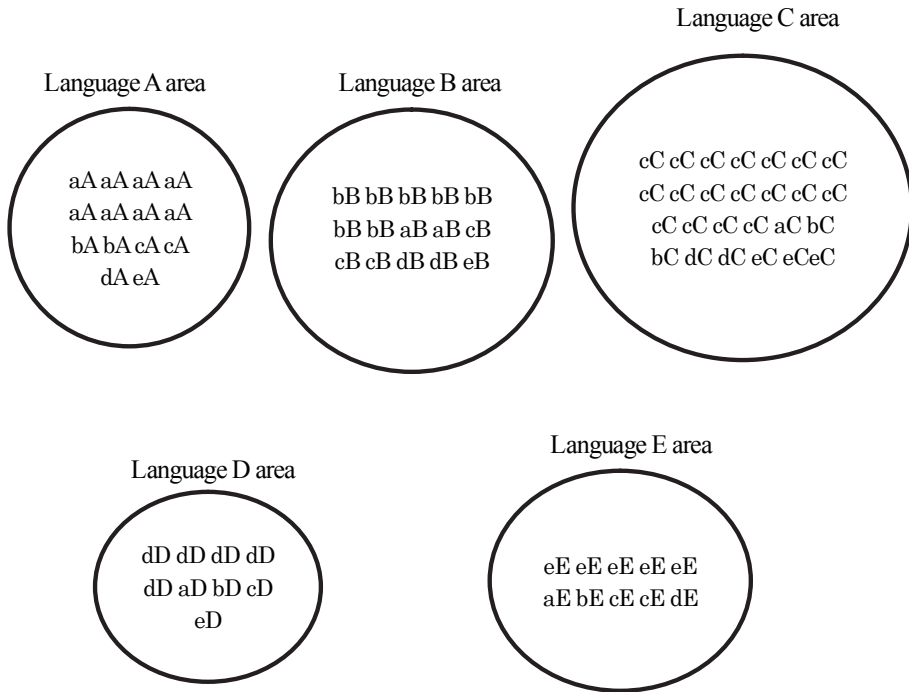 Language C area
Language A area
Language B area
aA aA aA aA
aA aA aA aA
bA bA cA cA
dA eA
bB bB bB bB bB
bB bB aB aB cB
cB cB dB dB eB
cC cC cC cC cC cC cC
cC cC cC cC cC cC cC
cC cC cC cC aC bC
bC dC dC eC eCeC
Language D area
Language E area
dD dD dD dD
dD aD bD cD
eD
eE eE eE eE eE
aE bE cE cE dE